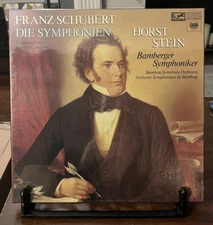 FRANZ SCHUBERT
DIE SYMPHONIEN
HORST
STEIN
Bamberger
Symphoniker
Bamberg Symphony Orchestra
Orchestre Symphonique de Bamberg